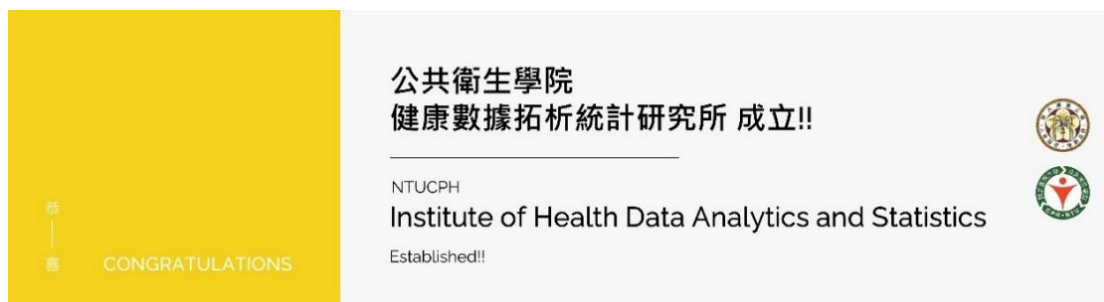 恭
喜
CONGRATULATIONS
公共衛生學院
健康數據拓析統計研究所 成立!!
NTUCPH
Institute of Health Data Analytics and Statistics
Established!!